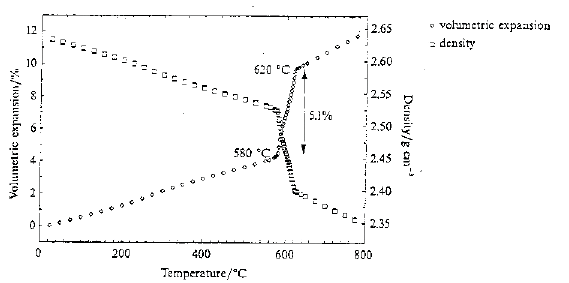 12
10
8
6
4
2
0
Volumetric expansion/%
0
200
400
600
800
Temperature/°C
2.65
2.60
2.55
2.50
2.45
2.40
2.35
Density/g cm⁻³
620 °C
580 °C
5.1%
volumetric expansion
density